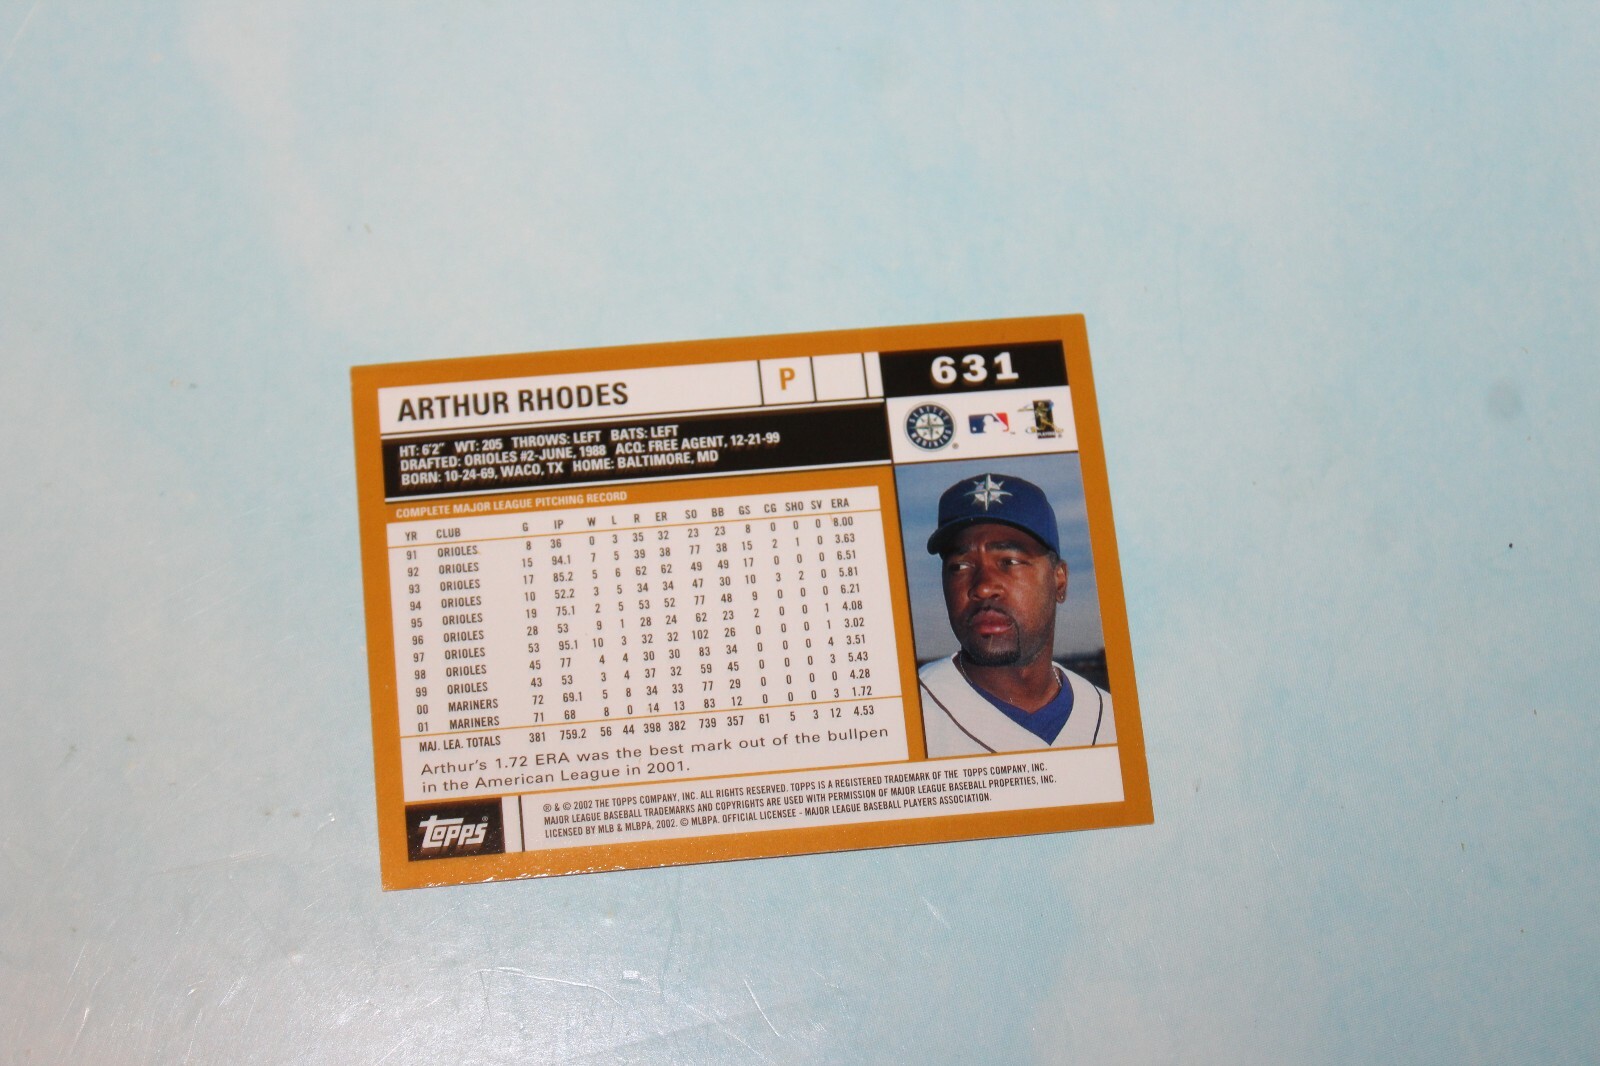 ARTHUR RHODES P 631
HT: 6'2" WT: 205 THROWS: LEFT BATS: LEFT
DRAFTED: ORIOLES #2-JUNE, 1988 ACQ: FREE AGENT, 12-21-99
BORN: 10-24-69, WACO, TX HOME: BALTIMORE, MD
COMPLETE MAJOR LEAGUE PITCHING RECORD
YR CLUB G IP W L R ER SO BB GS CG SHO SV ERA
91 ORIOLES 8 36 0 3 35 32 23 23 8 0 0 0 8.00
92 ORIOLES 15 94.1 7 5 39 38 77 38 15 2 1 0 3.63
93 ORIOLES 17 85.2 5 6 62 62 49 49 17 0 0 0 6.51
94 ORIOLES 10 52.2 3 5 34 34 47 30 10 3 2 0 5.81
95 ORIOLES 19 75.1 2 5 53 52 77 48 9 0 0 0 6.21
96 ORIOLES 28 53 9 1 28 24 62 23 2 0 0 1 4.08
97 ORIOLES 53 95.1 10 3 32 32 102 26 0 0 0 1 3.02
98 ORIOLES 45 77 4 4 30 30 83 34 0 0 0 4 3.51
99 ORIOLES 43 53 3 4 37 32 59 45 0 0 0 3 5.43
00 MARINERS 72 69.1 5 8 34 33 77 29 0 0 0 0 4.28
01 MARINERS 71 68 8 0 14 13 83 12 0 0 0 3 1.72
MAJ. LEA. TOTALS 381 759.2 56 44 398 382 739 357 61 5 3 12 4.53
Arthur's 1.72 ERA was the best mark out of the bullpen
in the American League in 2001.
topps®
® & © 2002 THE TOPPS COMPANY, INC. ALL RIGHTS RESERVED. TOPPS IS A REGISTERED TRADEMARK OF THE TOPPS COMPANY, INC.
MAJOR LEAGUE BASEBALL TRADEMARKS AND COPYRIGHTS ARE USED WITH PERMISSION OF MAJOR LEAGUE BASEBALL PROPERTIES, INC.
LICENSED BY MLB & MLBPA, 2002. © MLBPA. OFFICIAL LICENSEE - MAJOR LEAGUE BASEBALL PLAYERS ASSOCIATION.
SEATTLE
MARINERS